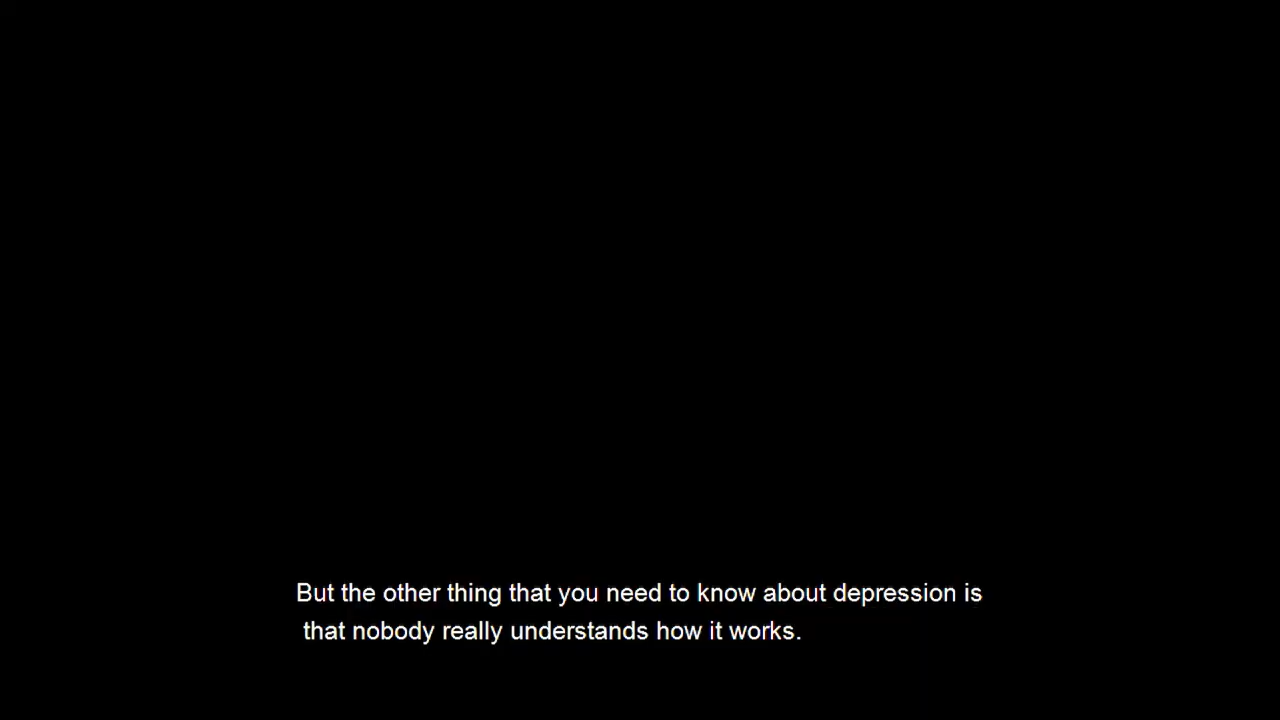 But the other thing that you need to know about depression is
that nobody really understands how it works.